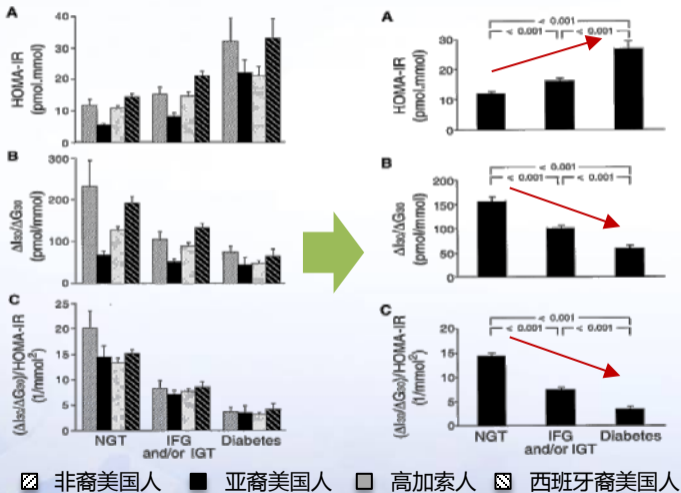 A
HOMA-IR
(pmol.mmol)
40
30
20
10
0
B
ΔI₃₀/ΔG₃₀
(pmol/mmol)
300
200
100
0
C
(ΔI₃₀/ΔG₃₀)/HOMA-IR
(1/mmol²)
25
20
15
10
5
0
NGT
IFG
and/or IGT
Diabetes
A
HOMA-IR
(pmol.mmol)
30
20
10
0
< 0.001
< 0.001 < 0.001
B
ΔI₃₀/ΔG₃₀
(pmol/mmol)
200
150
100
50
0
< 0.001
< 0.001 < 0.001
C
(ΔI₃₀/ΔG₃₀)/HOMA-IR
(1/mmol²)
20
15
10
5
0
< 0.001
< 0.001 < 0.001
NGT
IFG
and/or IGT
Diabetes
非裔美国人 亚裔美国人 高加索人 西班牙裔美国人